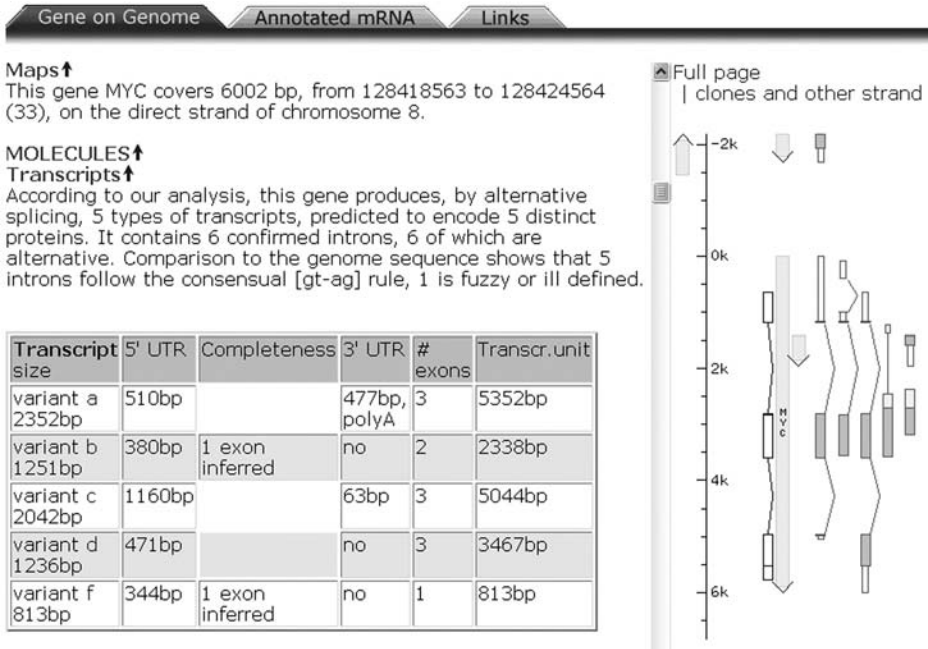 Gene on Genome
Annotated mRNA
Links
Maps↑
This gene MYC covers 6002 bp, from 128418563 to 128424564
(33), on the direct strand of chromosome 8.
MOLECULES↑
Transcripts↑
According to our analysis, this gene produces, by alternative
splicing, 5 types of transcripts, predicted to encode 5 distinct
proteins. It contains 6 confirmed introns, 6 of which are
alternative. Comparison to the genome sequence shows that 5
introns follow the consensual [gt-ag] rule, 1 is fuzzy or ill defined.
Transcript size 5' UTR Completeness 3' UTR # exons Transcr.unit
variant a 2352bp 510bp 477bp, polyA 3 5352bp
variant b 1251bp 380bp 1 exon inferred no 2 2338bp
variant c 2042bp 1160bp 63bp 3 5044bp
variant d 1236bp 471bp no 3 3467bp
variant f 813bp 344bp 1 exon inferred no 1 813bp
Full page
| clones and other strand
-2k
0k
2k
MYC
4k
6k